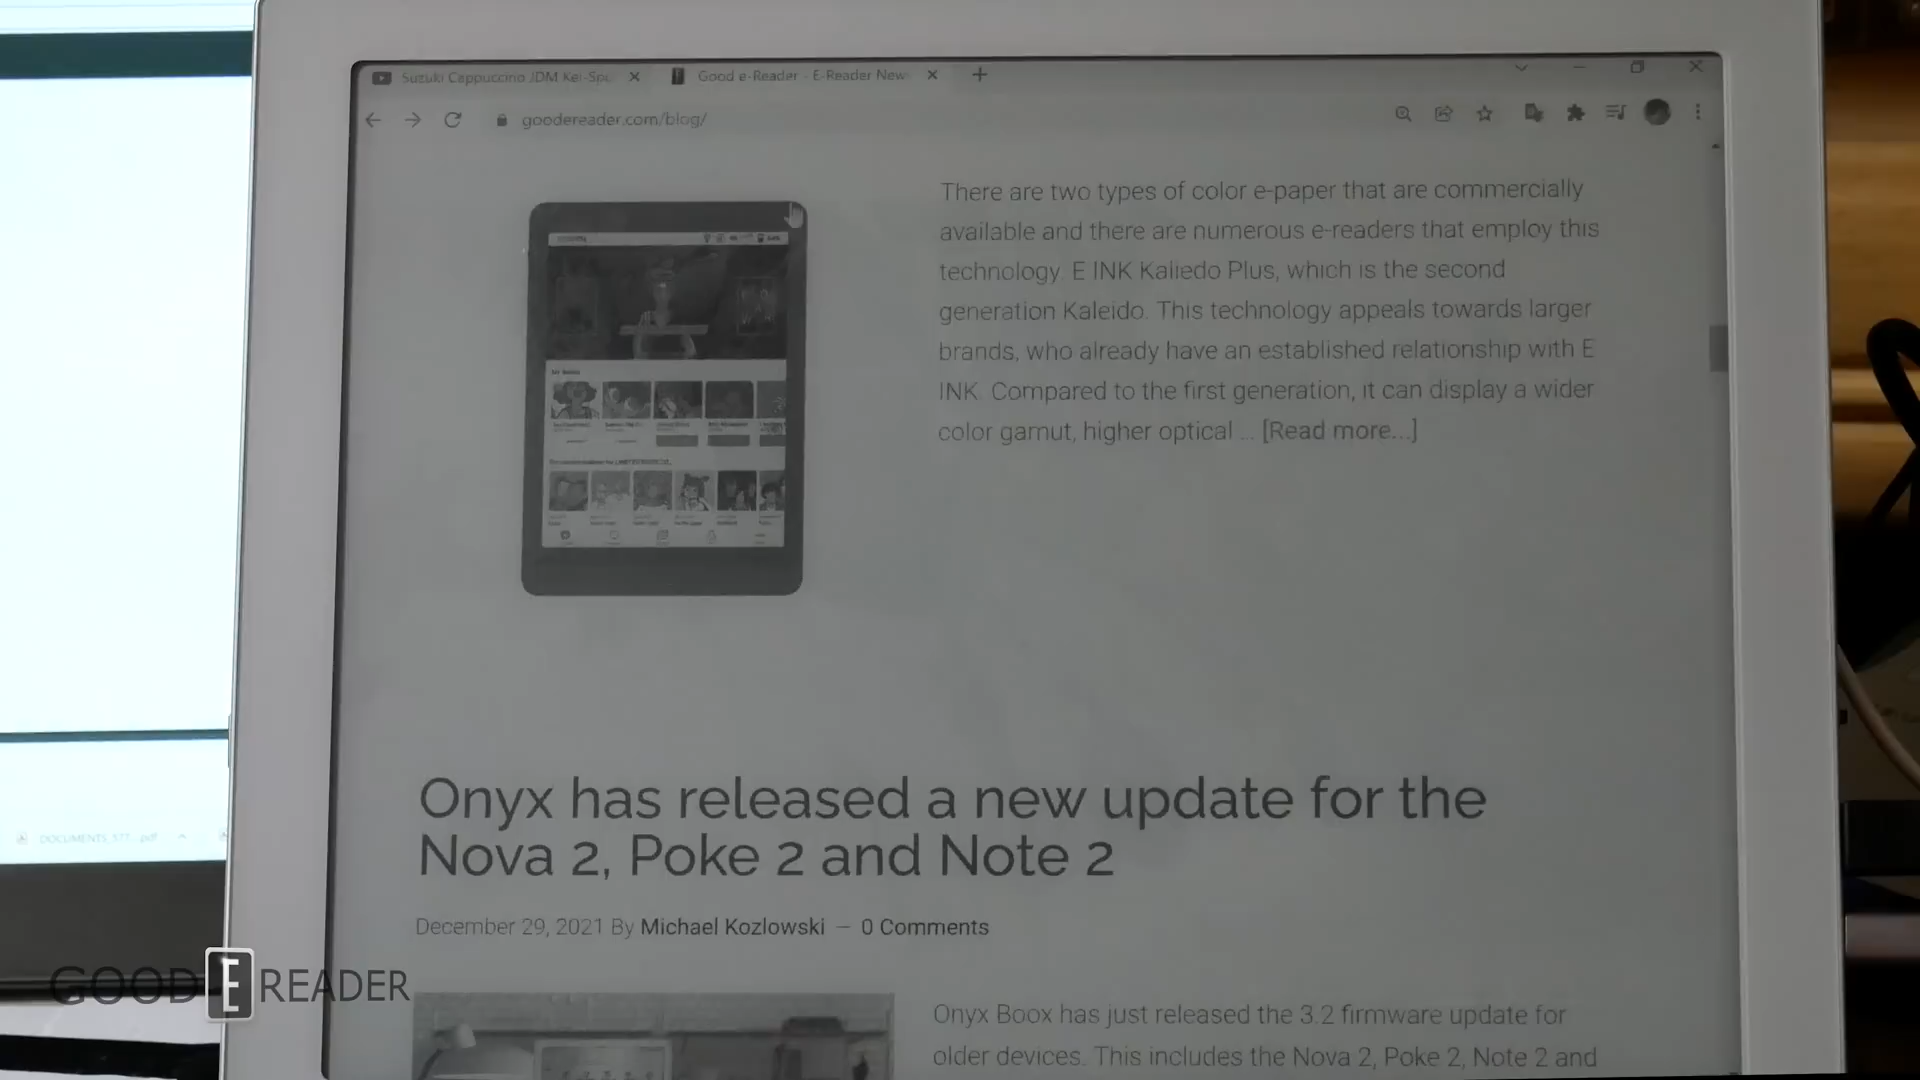 Suzuki Cappuccino JDM Kei-Spo
Good e-Reader - E-Reader New
goodereader.com/blog/
There are two types of color e-paper that are commercially
available and there are numerous e-readers that employ this
technology. E INK Kaliedo Plus, which is the second
generation Kaleido. This technology appeals towards larger
brands, who already have an established relationship with E
INK. Compared to the first generation, it can display a wider
color gamut, higher optical ... [Read more...]
Onyx has released a new update for the
Nova 2, Poke 2 and Note 2
December 29, 2021 By Michael Kozlowski — 0 Comments
Onyx Boox has just released the 3.2 firmware update for
older devices. This includes the Nova 2, Poke 2, Note 2 and
GOOD E READER